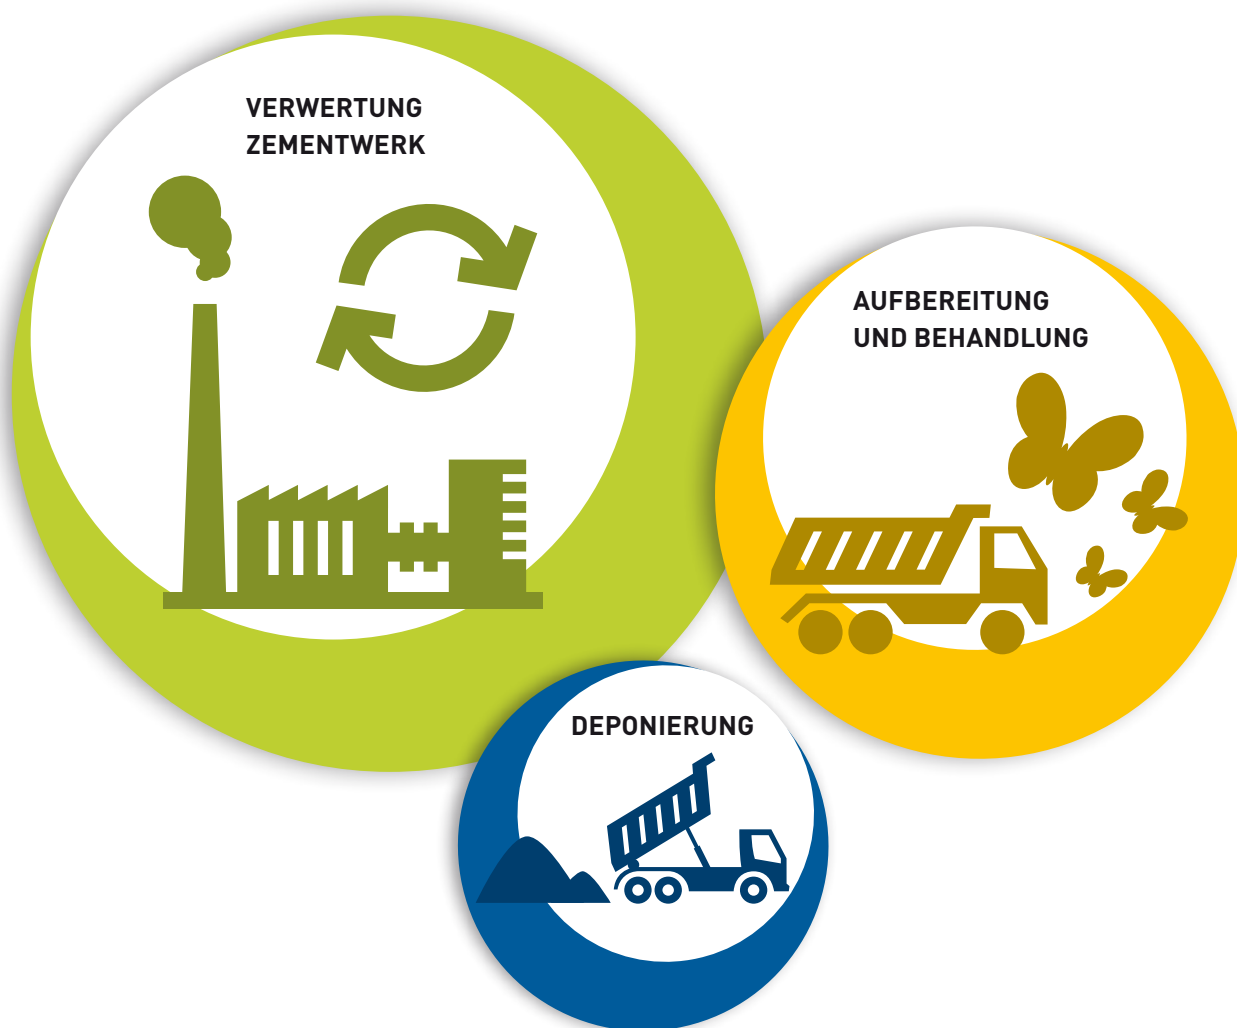 VERWERTUNG
ZEMENTWERK
AUFBEREITUNG
UND BEHANDLUNG
DEPONIERUNG